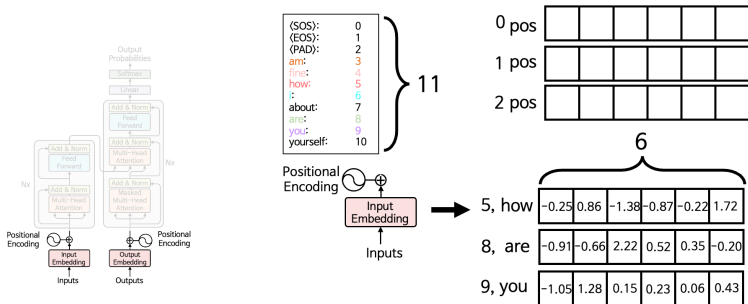 Output
Probabilities
Softmax
Linear
Add & Norm
Feed
Forward
Add & Norm
Multi-Head
Attention
Add & Norm
Feed
Forward
Nx
Nx
Add & Norm
Multi-Head
Attention
Add & Norm
Masked
Multi-Head
Attention
Positional
Encoding
Positional
Encoding
Input
Embedding
Output
Embedding
Inputs
Outputs
⟨SOS⟩: 0
⟨EOS⟩: 1
⟨PAD⟩: 2
am: 3
fine: 4
how: 5
I: 6
about: 7
are: 8
you: 9
yourself: 10
11
Positional
Encoding
Input
Embedding
Inputs
0 pos
1 pos
2 pos
6
5, how −0.25 0.86 −1.38 −0.87 −0.22 1.72
8, are −0.91 −0.66 2.22 0.52 0.35 −0.20
9, you −1.05 1.28 0.15 0.23 0.06 0.43